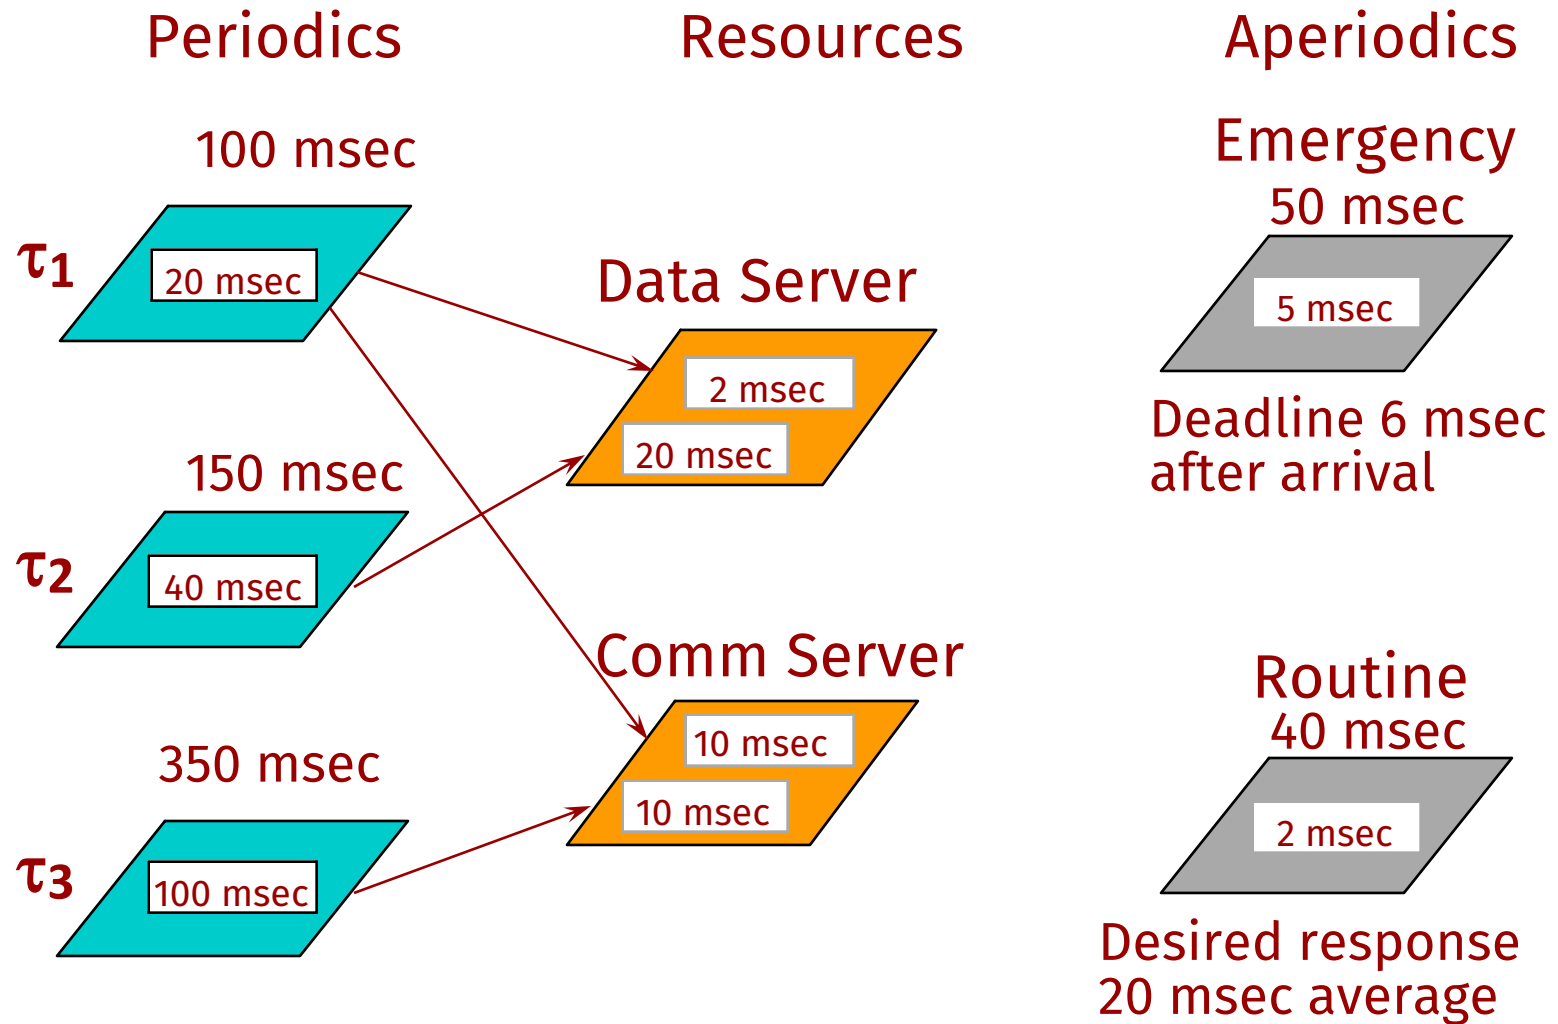 Periodics
Resources
Aperiodics
100 msec
τ1
20 msec
150 msec
τ2
40 msec
350 msec
τ3
100 msec
Data Server
2 msec
20 msec
Comm Server
10 msec
10 msec
Emergency
50 msec
5 msec
Deadline 6 msec
after arrival
Routine
40 msec
2 msec
Desired response
20 msec average